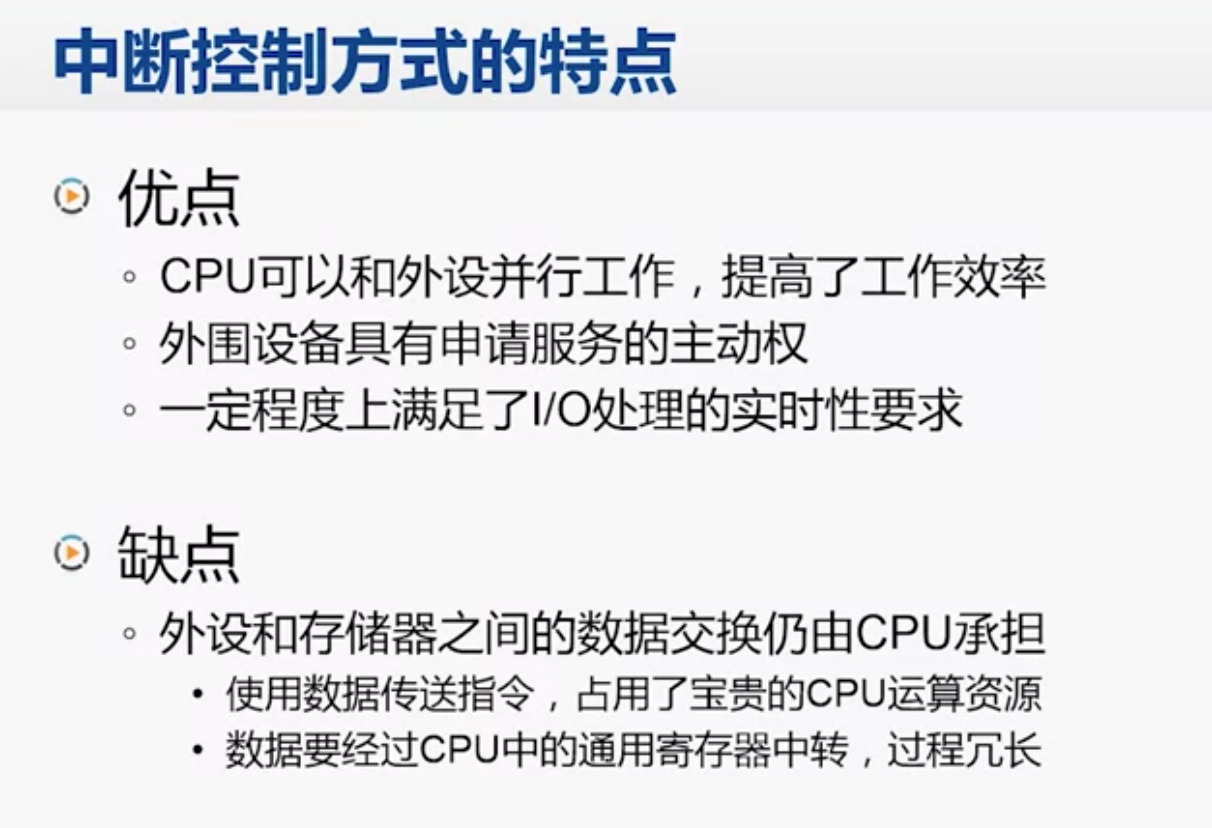 中断控制方式的特点
优点
CPU可以和外设并行工作，提高了工作效率
外围设备具有申请服务的主动权
一定程度上满足了I/O处理的实时性要求
缺点
外设和存储器之间的数据交换仍由CPU承担
使用数据传送指令，占用了宝贵的CPU运算资源
数据要经过CPU中的通用寄存器中转，过程冗长